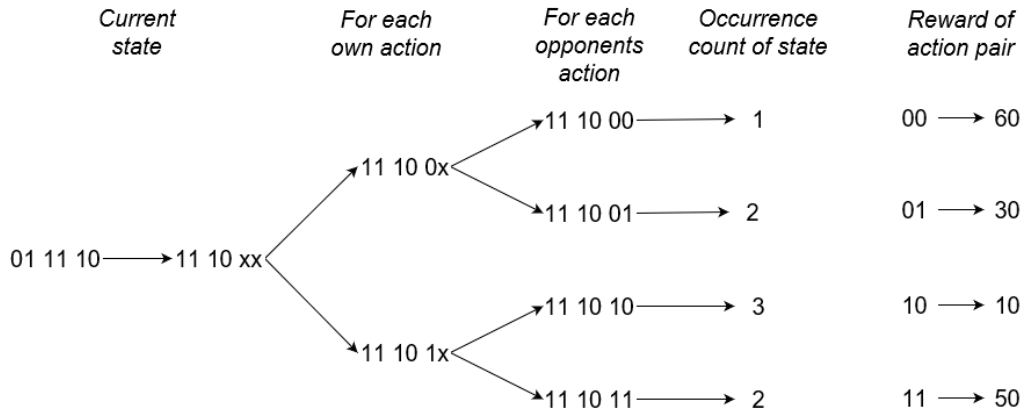 Current
state
For each
own action
For each
opponents
action
Occurrence
count of state
Reward of
action pair
11 10 00
1
00
60
11 10 0x
11 10 01
2
01
30
01 11 10
11 10 xx
11 10 10
3
10
10
11 10 1x
11 10 11
2
11
50